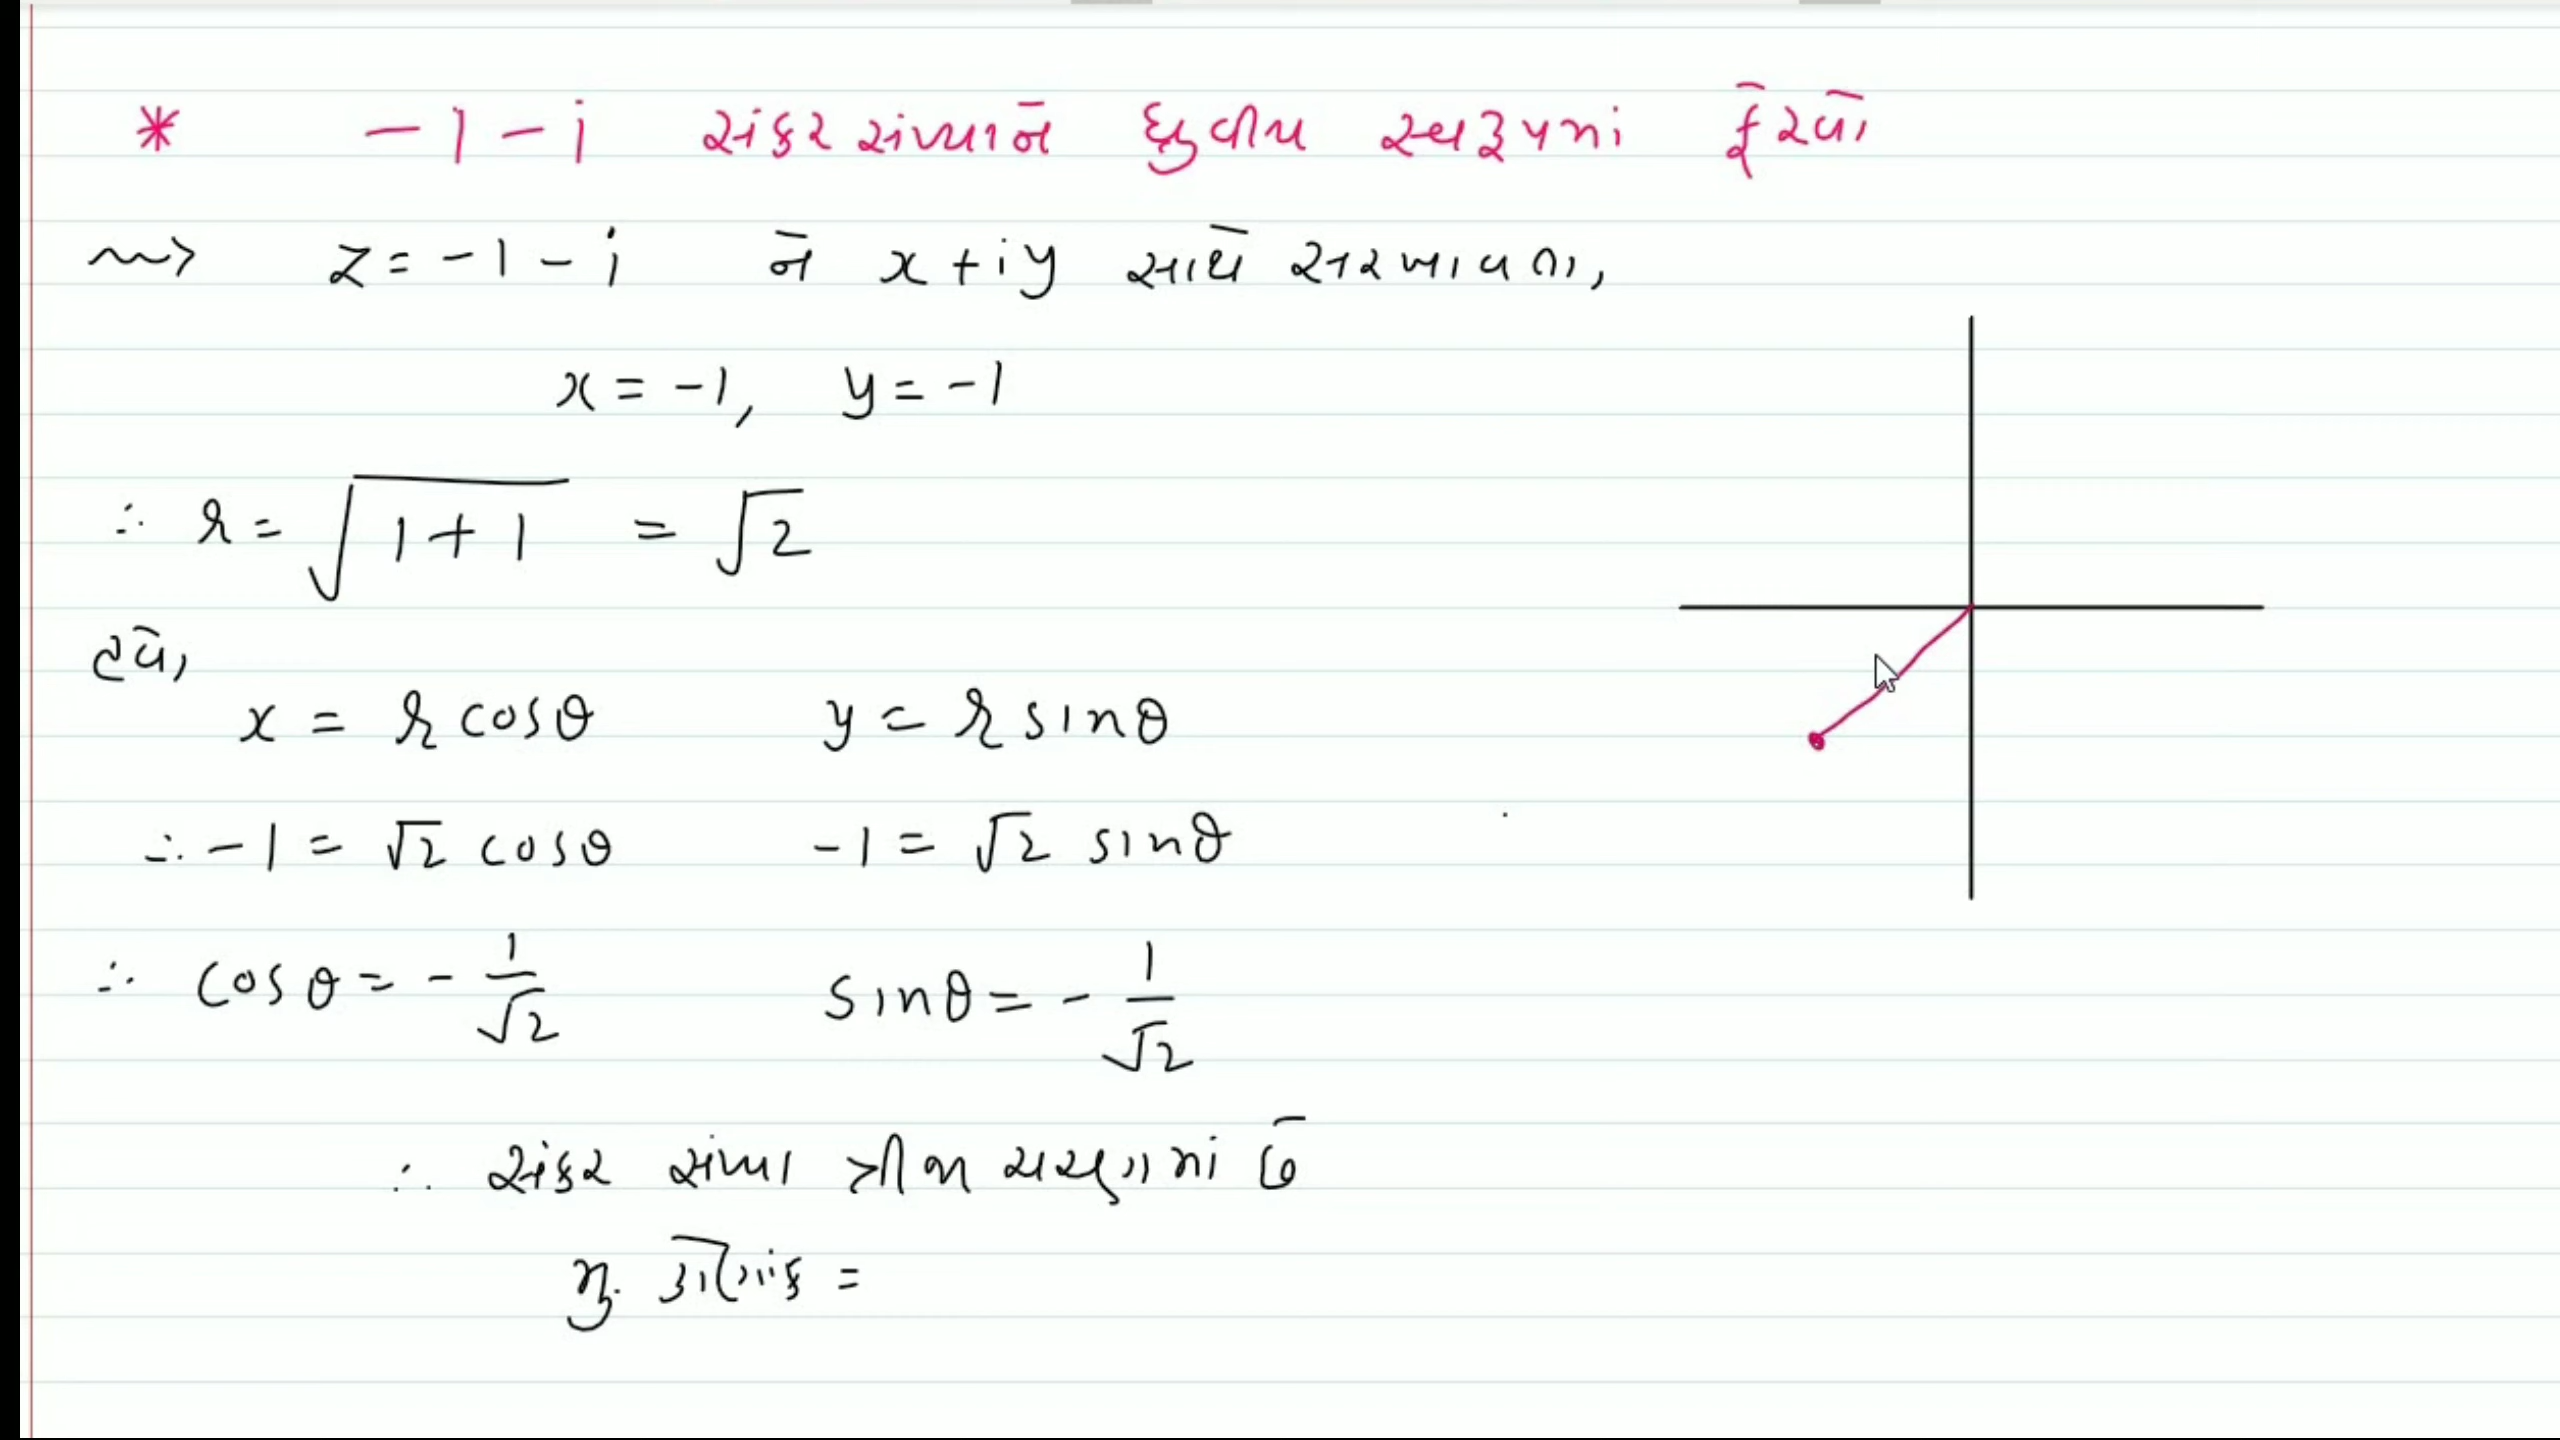 * -1-i સંકર સંખ્યાને ધ્રુવીય સ્વરૂપમાં ફેરવો
⇝ z = -1 - i ને x + iy સાથે સરખાવતા,
x = -1, y = -1
∴ r = √(1+1) = √2
હવે,
x = r cosθ y = r sinθ
∴ -1 = √2 cosθ -1 = √2 sinθ
∴ cosθ = - 1/√2 sinθ = - 1/√2
∴ સંકર સંખ્યા ત્રીજા ચરણમાં છે
મુ. કોણાંક =